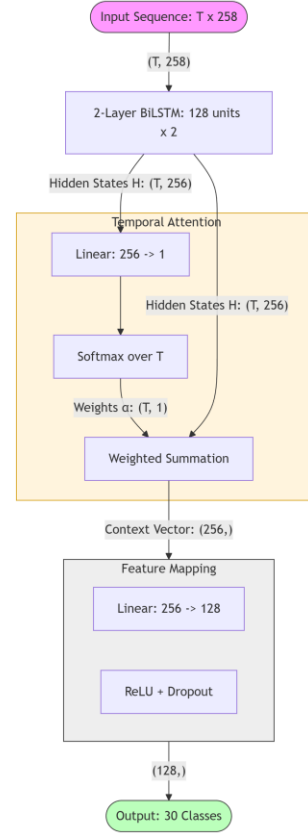 Input Sequence: T x 258
(T, 258)
2-Layer BiLSTM: 128 units
x 2
Hidden States H: (T, 256)
Temporal Attention
Linear: 256 -> 1
Hidden States H: (T, 256)
Softmax over T
Weights α: (T, 1)
Weighted Summation
Context Vector: (256,)
Feature Mapping
Linear: 256 -> 128
ReLU + Dropout
(128,)
Output: 30 Classes